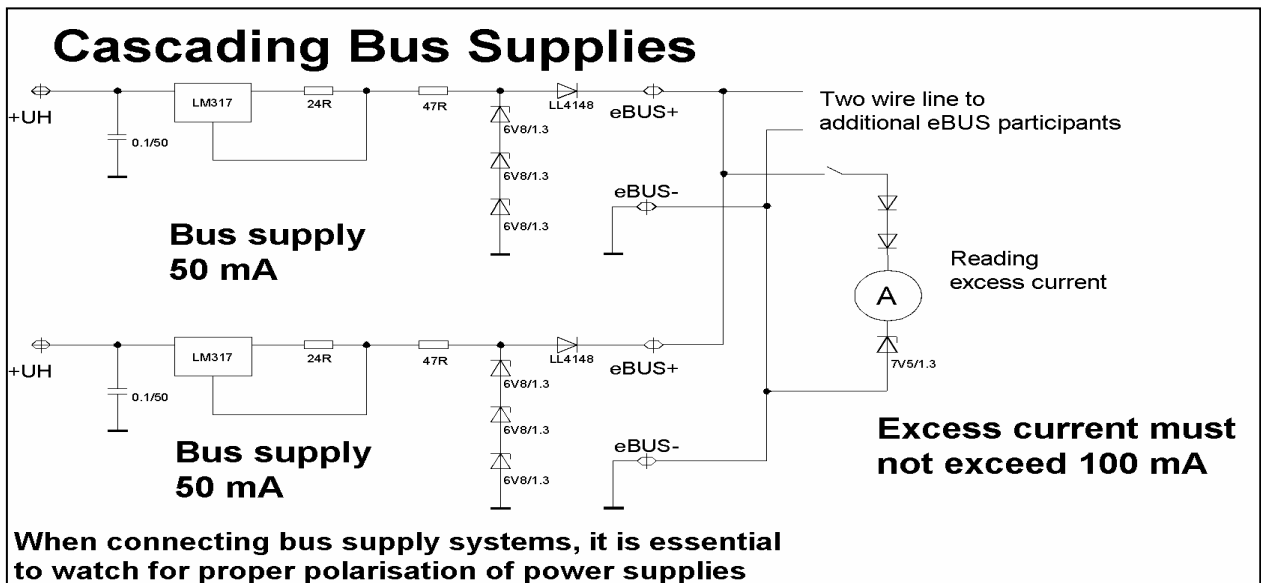 Cascading Bus Supplies
+UH
LM317
24R
47R
LL4148
eBUS+
0.1/50
6V8/1.3
6V8/1.3
6V8/1.3
eBUS-
Bus supply
50 mA
Two wire line to
additional eBUS participants
Reading
excess current
A
7V5/1.3
+UH
LM317
24R
47R
LL4148
eBUS+
0.1/50
6V8/1.3
6V8/1.3
6V8/1.3
eBUS-
Bus supply
50 mA
Excess current must
not exceed 100 mA
When connecting bus supply systems, it is essential
to watch for proper polarisation of power supplies